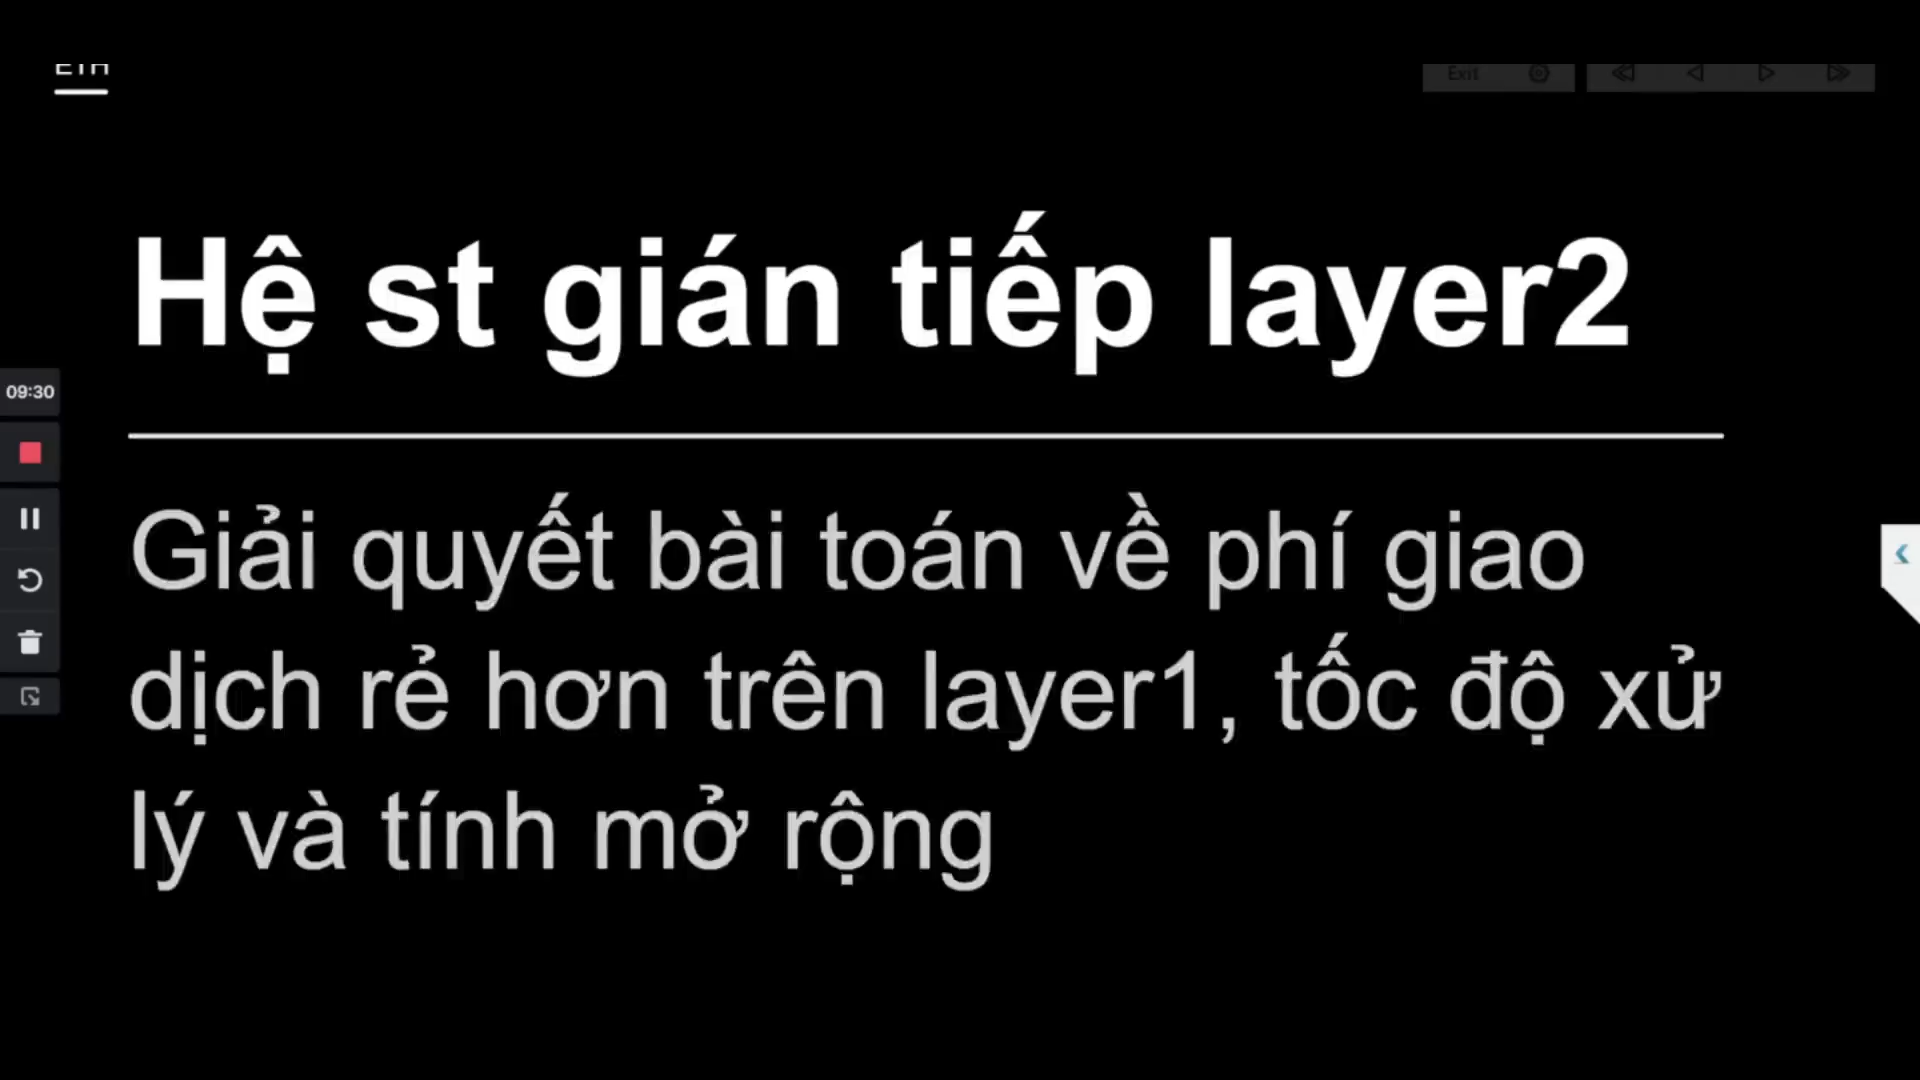 ETH
Exit
Hệ st gián tiếp layer2
09:30
Giải quyết bài toán về phí giao
dịch rẻ hơn trên layer1, tốc độ xử
lý và tính mở rộng